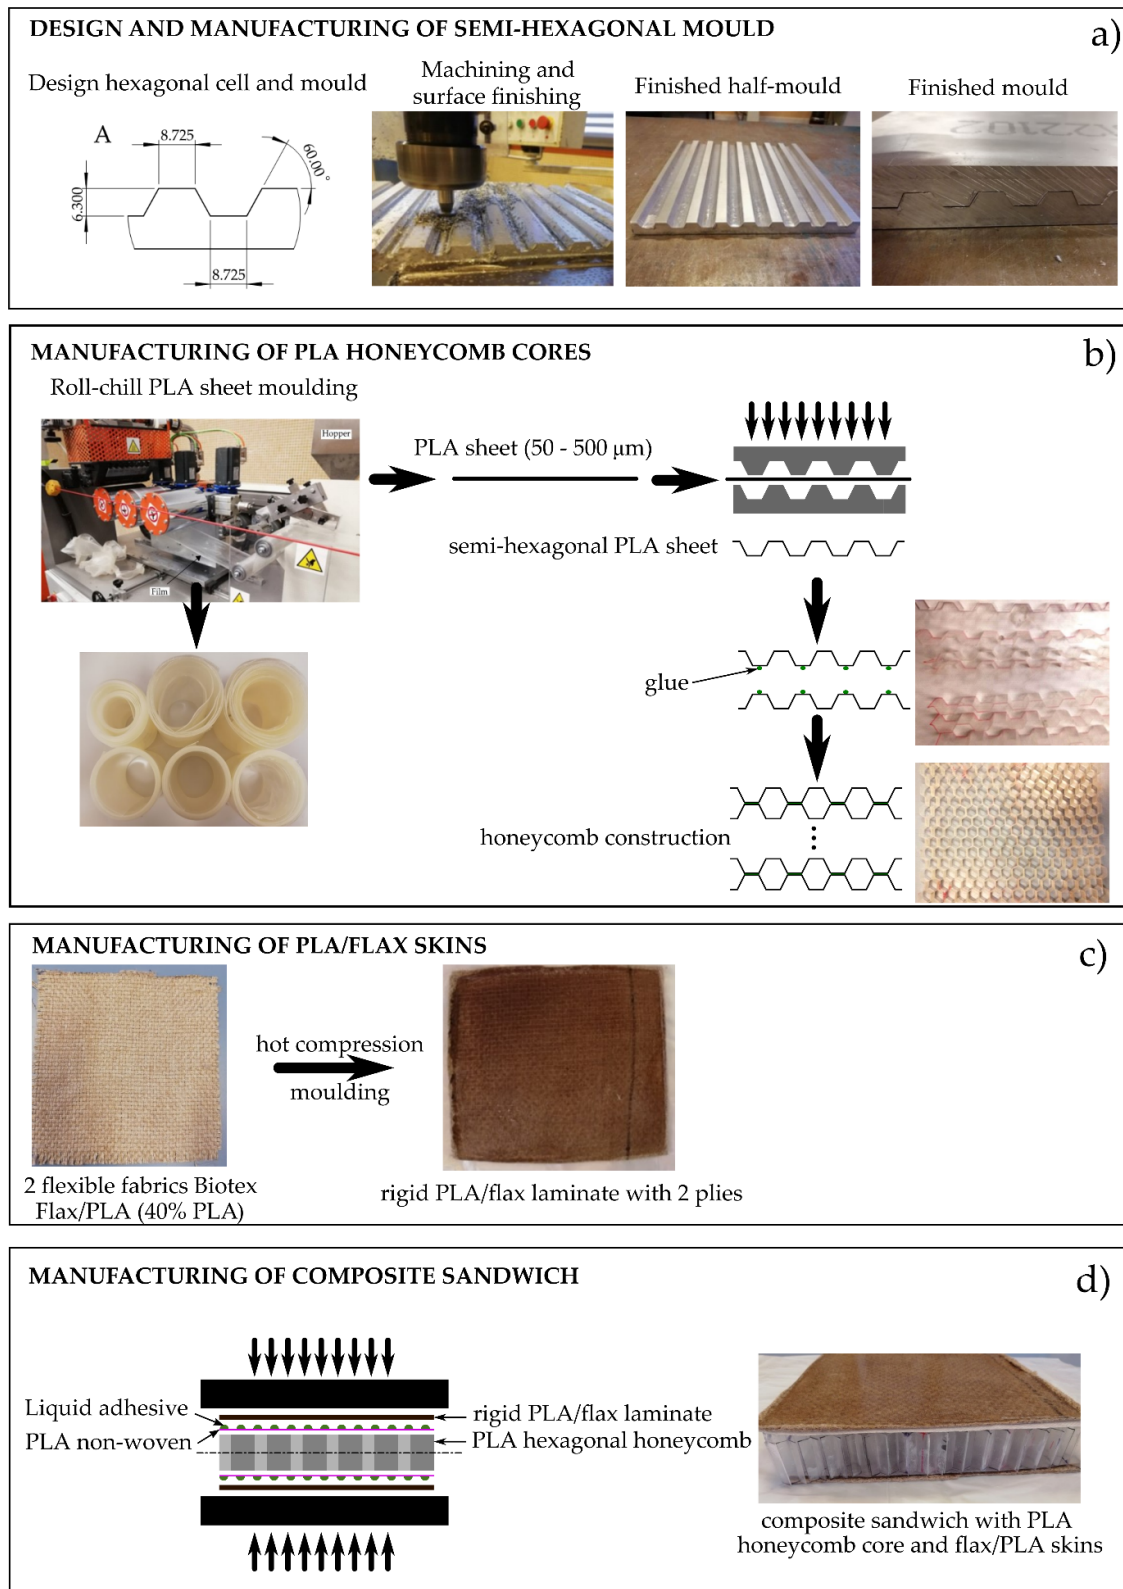 DESIGN AND MANUFACTURING OF SEMI-HEXAGONAL MOULD
a)
Design hexagonal cell and mould
Machining and
surface finishing
Finished half-mould
Finished mould
A
8.725
60.00°
6.300
8.725
22102
MANUFACTURING OF PLA HONEYCOMB CORES
b)
Roll-chill PLA sheet moulding
Hopper
Film
PLA sheet (50 - 500 μm)
semi-hexagonal PLA sheet
glue
honeycomb construction
MANUFACTURING OF PLA/FLAX SKINS
c)
hot compression
moulding
2 flexible fabrics Biotex
Flax/PLA (40% PLA)
rigid PLA/flax laminate with 2 plies
MANUFACTURING OF COMPOSITE SANDWICH
d)
Liquid adhesive
PLA non-woven
rigid PLA/flax laminate
PLA hexagonal honeycomb
composite sandwich with PLA
honeycomb core and flax/PLA skins